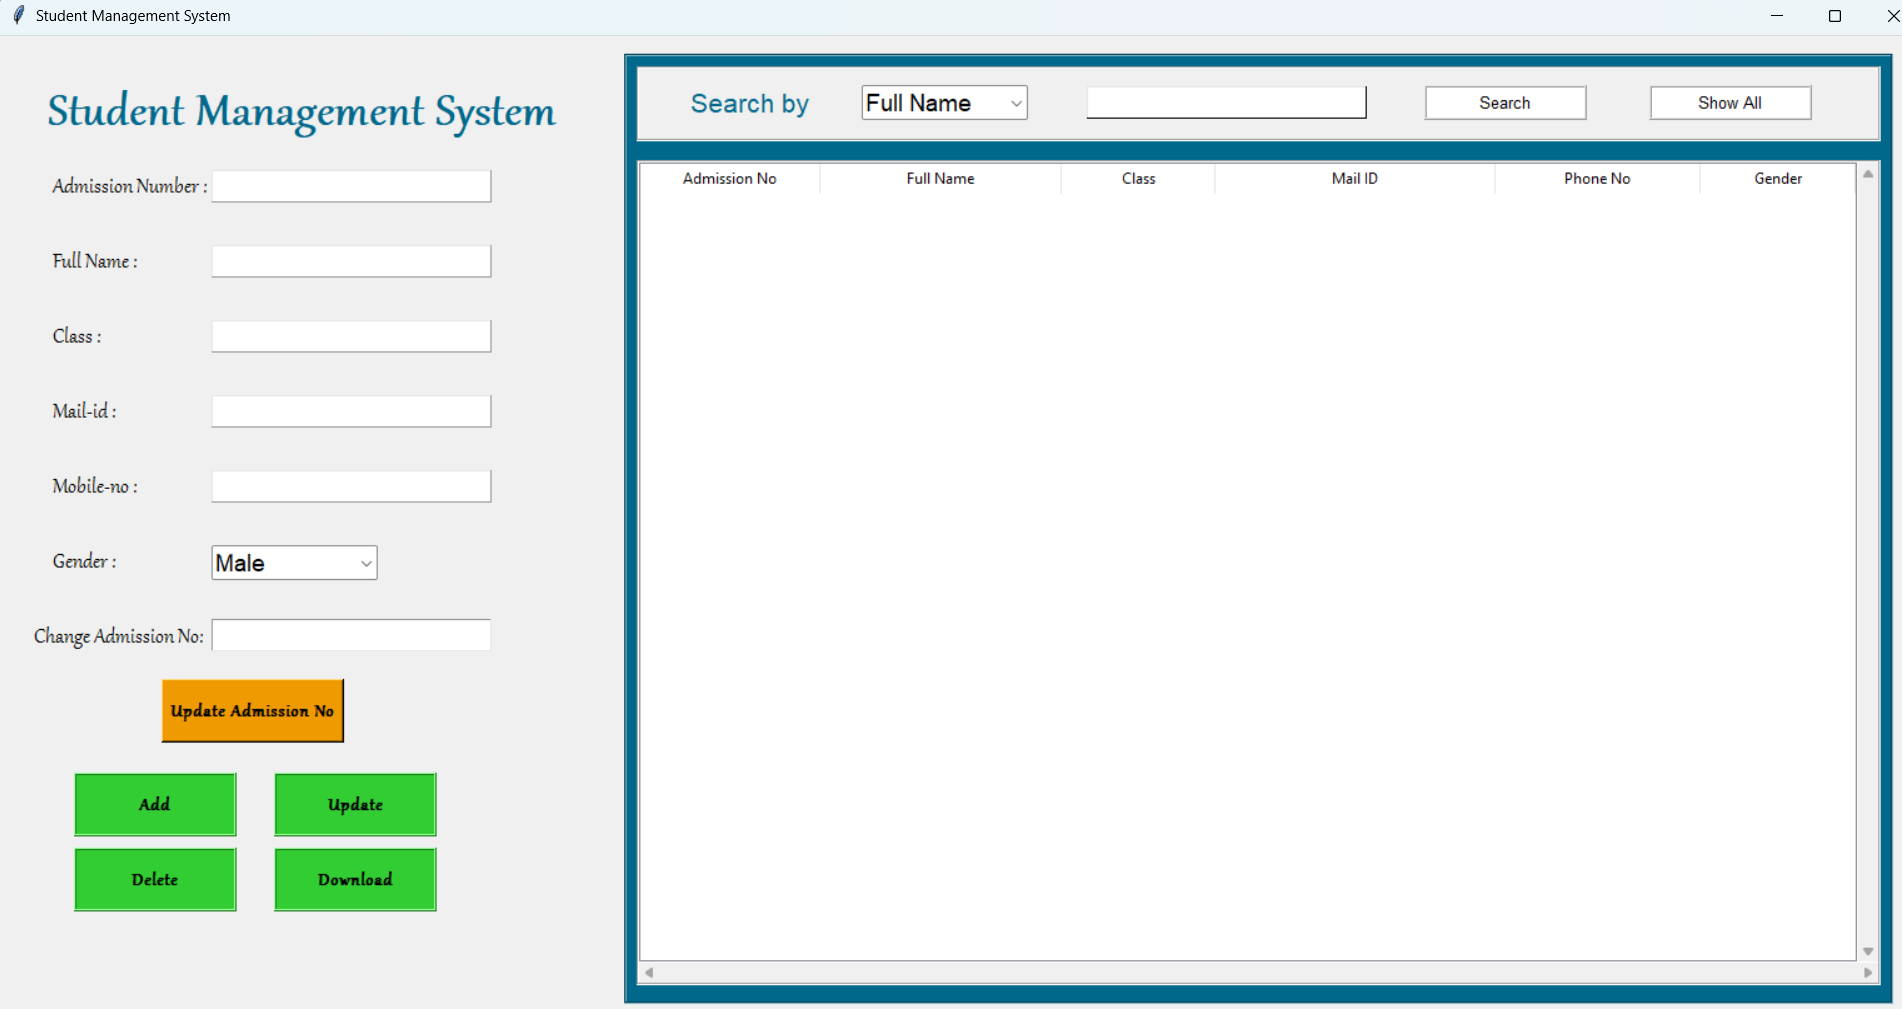 Student Management System
Student Management System
Admission Number :
Full Name :
Class :
Mail-id :
Mobile-no :
Gender : Male
Change Admission No:
Update Admission No
Add Update
Delete Download
Search by Full Name Search Show All
Admission No Full Name Class Mail ID Phone No Gender